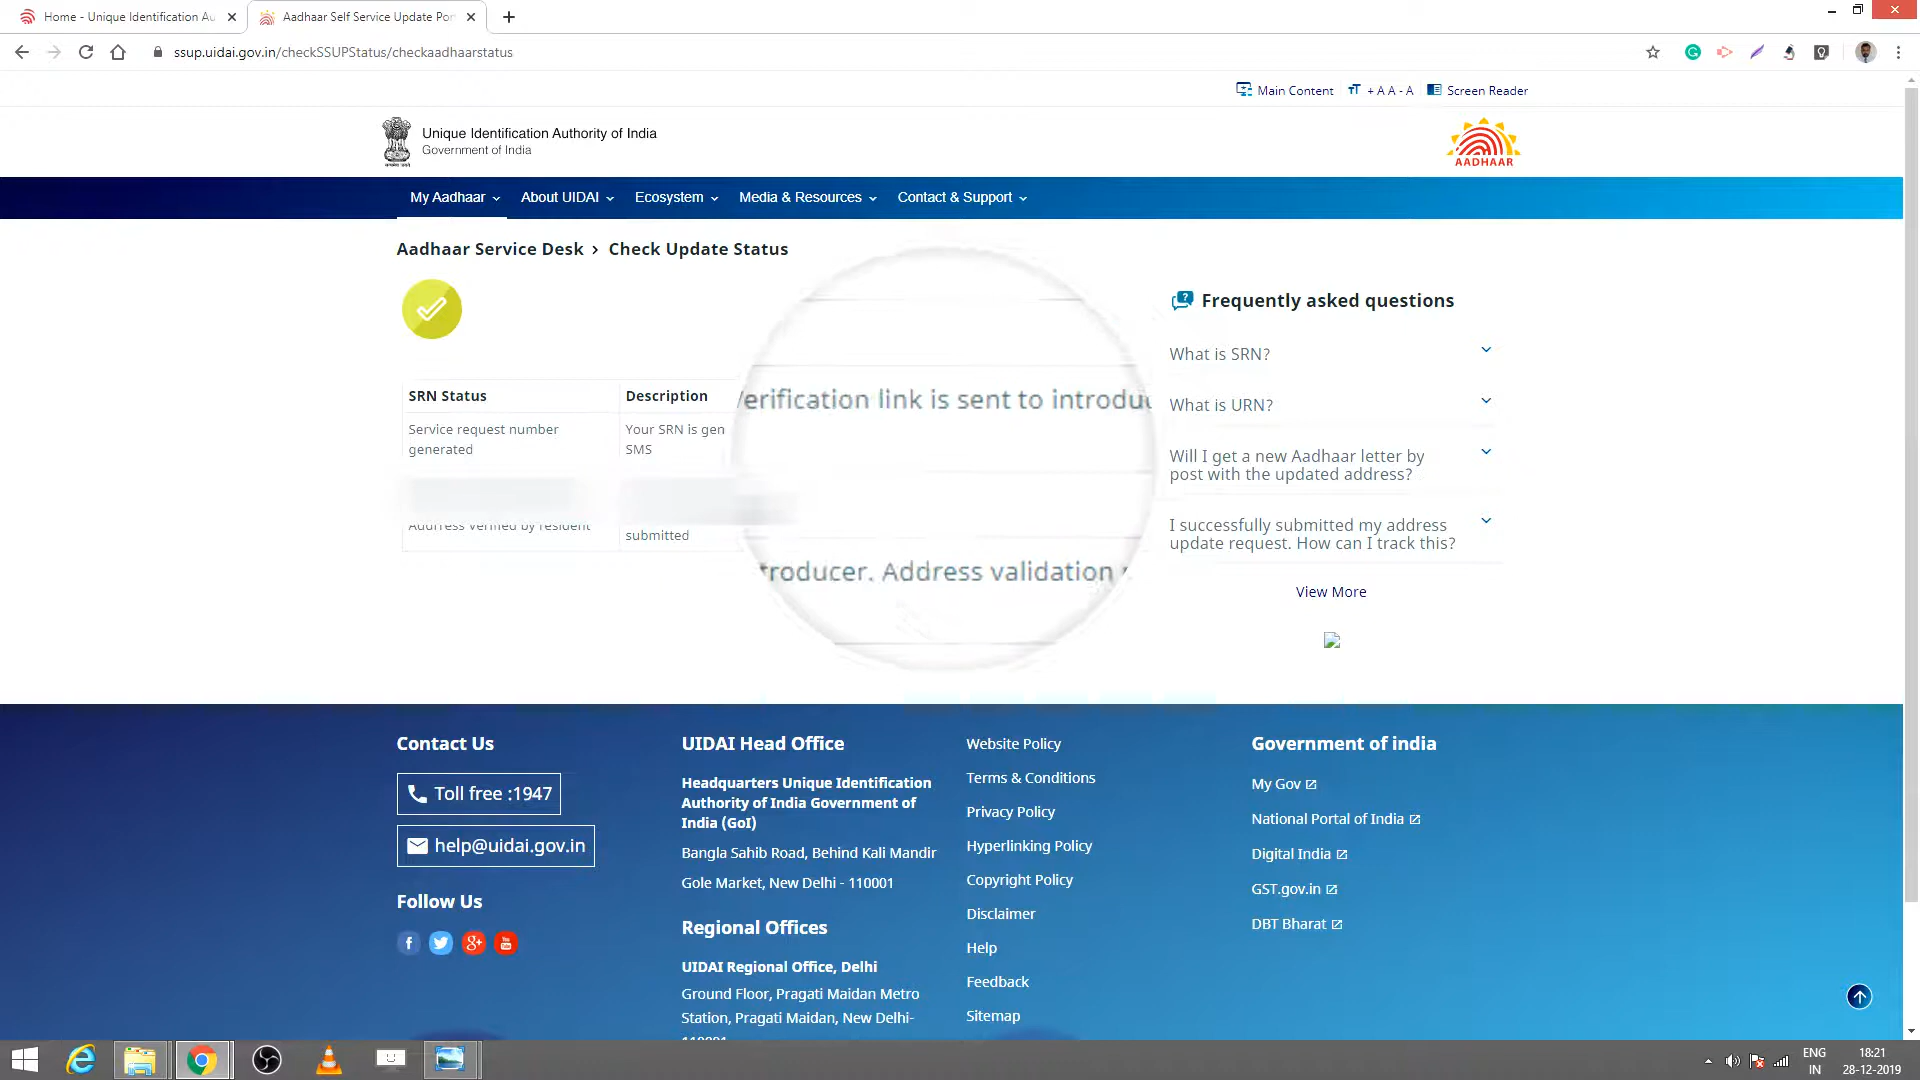 Home - Unique Identification Au
Aadhaar Self Service Update Por
ssup.uidai.gov.in/checkSSUPStatus/checkaadhaarstatus
Main Content
+ A A - A
Screen Reader
Unique Identification Authority of India
Government of India
AADHAAR
My Aadhaar
About UIDAI
Ecosystem
Media & Resources
Contact & Support
Aadhaar Service Desk › Check Update Status
SRN Status
Description
Service request number
generated
Your SRN is gen
SMS
erification link is sent to introdu
Address verified by resident
submitted
troducer. Address validation
Frequently asked questions
What is SRN?
What is URN?
Will I get a new Aadhaar letter by
post with the updated address?
I successfully submitted my address
update request. How can I track this?
View More
Contact Us
Toll free :1947
help@uidai.gov.in
Follow Us
UIDAI Head Office
Headquarters Unique Identification
Authority of India Government of
India (GoI)
Bangla Sahib Road, Behind Kali Mandir
Gole Market, New Delhi - 110001
Regional Offices
UIDAI Regional Office, Delhi
Ground Floor, Pragati Maidan Metro
Station, Pragati Maidan, New Delhi-
110001
Website Policy
Terms & Conditions
Privacy Policy
Hyperlinking Policy
Copyright Policy
Disclaimer
Help
Feedback
Sitemap
Government of india
My Gov
National Portal of India
Digital India
GST.gov.in
DBT Bharat
ENG
IN
18:21
28-12-2019